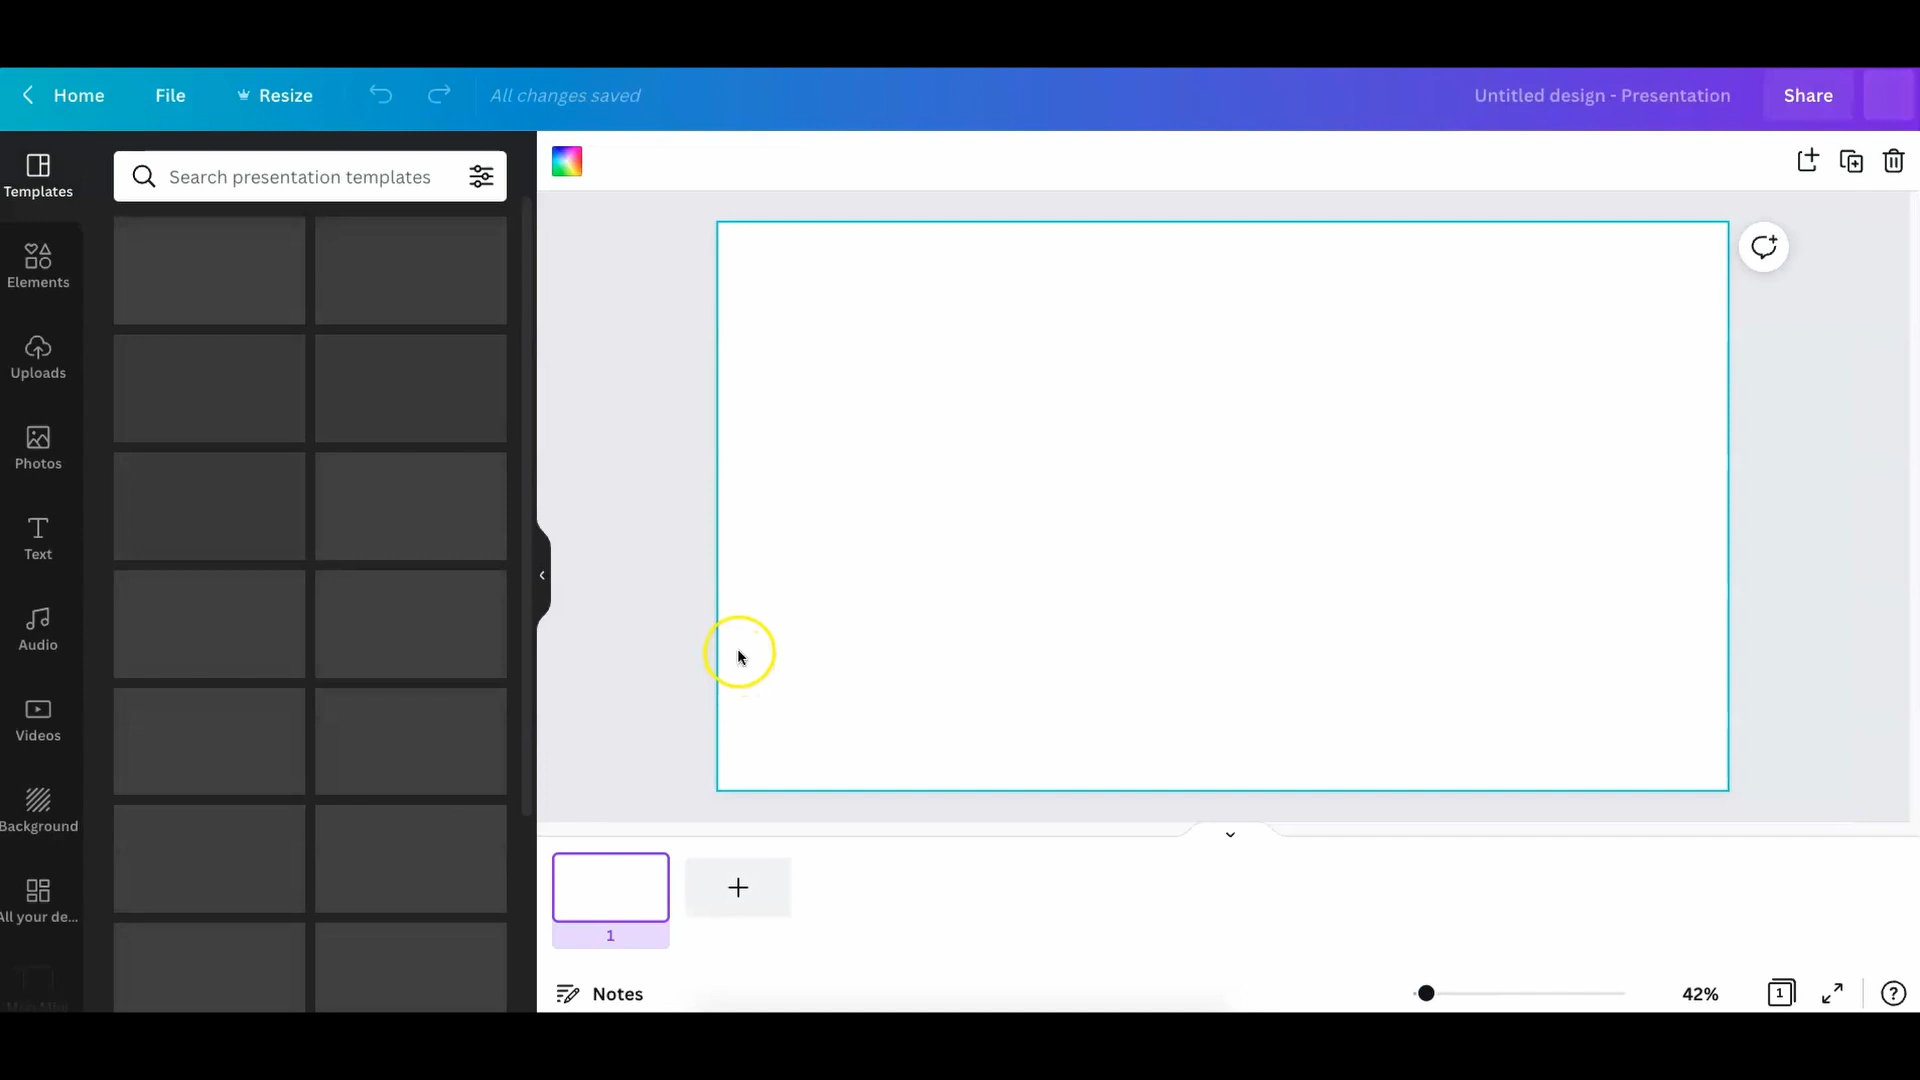 Home File Resize All changes saved Untitled design - Presentation Share
Templates
Search presentation templates
Elements
Uploads
Photos
Text
Audio
Videos
Background
All your de...
1
Notes
42%
1
?